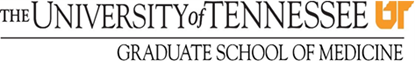 THE UNIVERSITY of TENNESSEE UT
GRADUATE SCHOOL OF MEDICINE